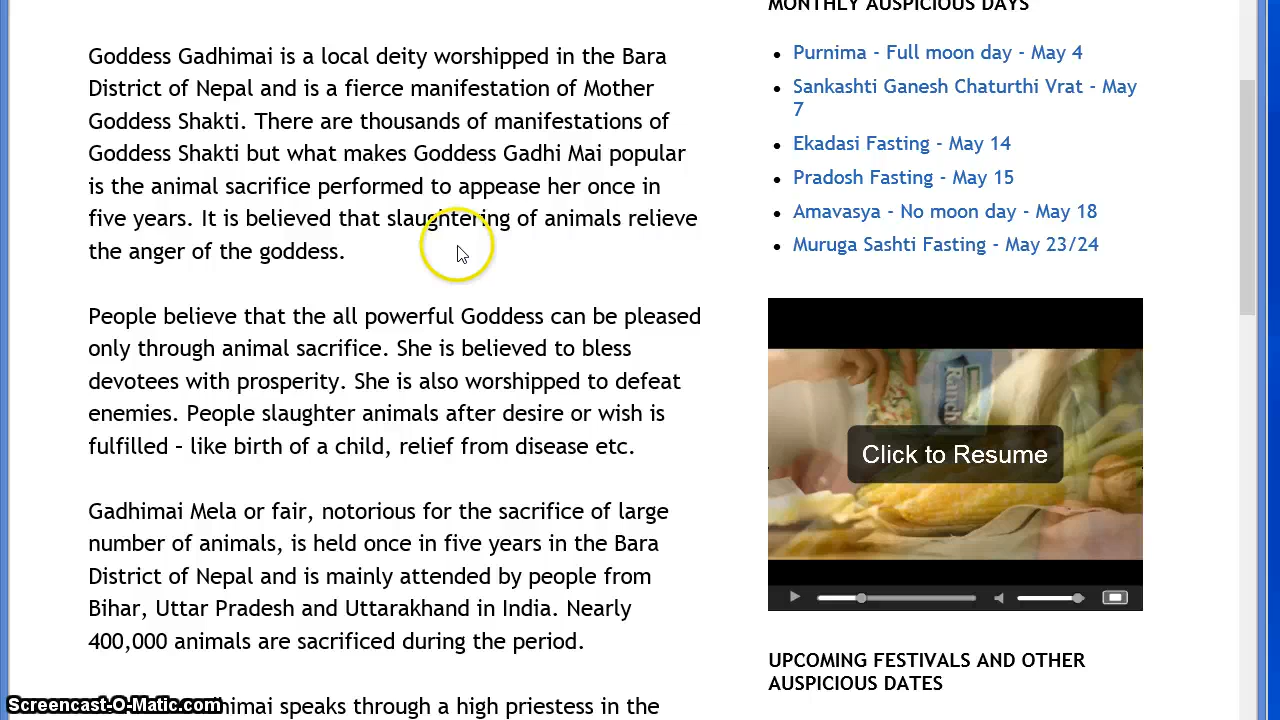 Goddess Gadhimai is a local deity worshipped in the Bara
District of Nepal and is a fierce manifestation of Mother
Goddess Shakti. There are thousands of manifestations of
Goddess Shakti but what makes Goddess Gadhi Mai popular
is the animal sacrifice performed to appease her once in
five years. It is believed that slaughtering of animals relieve
the anger of the goddess.
People believe that the all powerful Goddess can be pleased
only through animal sacrifice. She is believed to bless
devotees with prosperity. She is also worshipped to defeat
enemies. People slaughter animals after desire or wish is
fulfilled – like birth of a child, relief from disease etc.
Gadhimai Mela or fair, notorious for the sacrifice of large
number of animals, is held once in five years in the Bara
District of Nepal and is mainly attended by people from
Bihar, Uttar Pradesh and Uttarakhand in India. Nearly
400,000 animals are sacrificed during the period.
speaks through a high priestess in the
MONTHLY AUSPICIOUS DAYS
Purnima - Full moon day - May 4
Sankashti Ganesh Chaturthi Vrat - May
7
Ekadasi Fasting - May 14
Pradosh Fasting - May 15
Amavasya - No moon day - May 18
Muruga Sashti Fasting - May 23/24
Ranch
Click to Resume
UPCOMING FESTIVALS AND OTHER
AUSPICIOUS DATES
Screencast-O-Matic.com